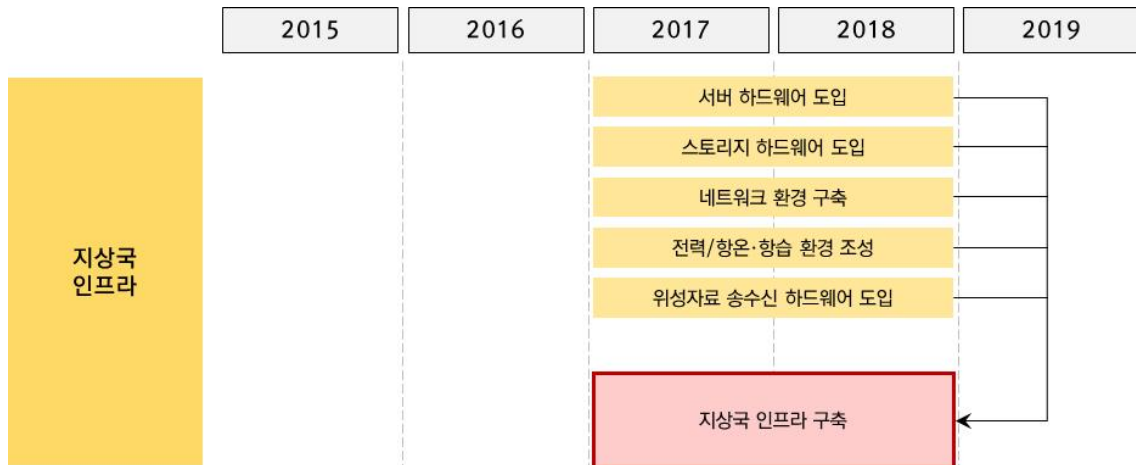 2015 2016 2017 2018 2019
서버 하드웨어 도입
스토리지 하드웨어 도입
네트워크 환경 구축
전력/항온·항습 환경 조성
위성자료 송수신 하드웨어 도입
지상국
인프라
지상국 인프라 구축